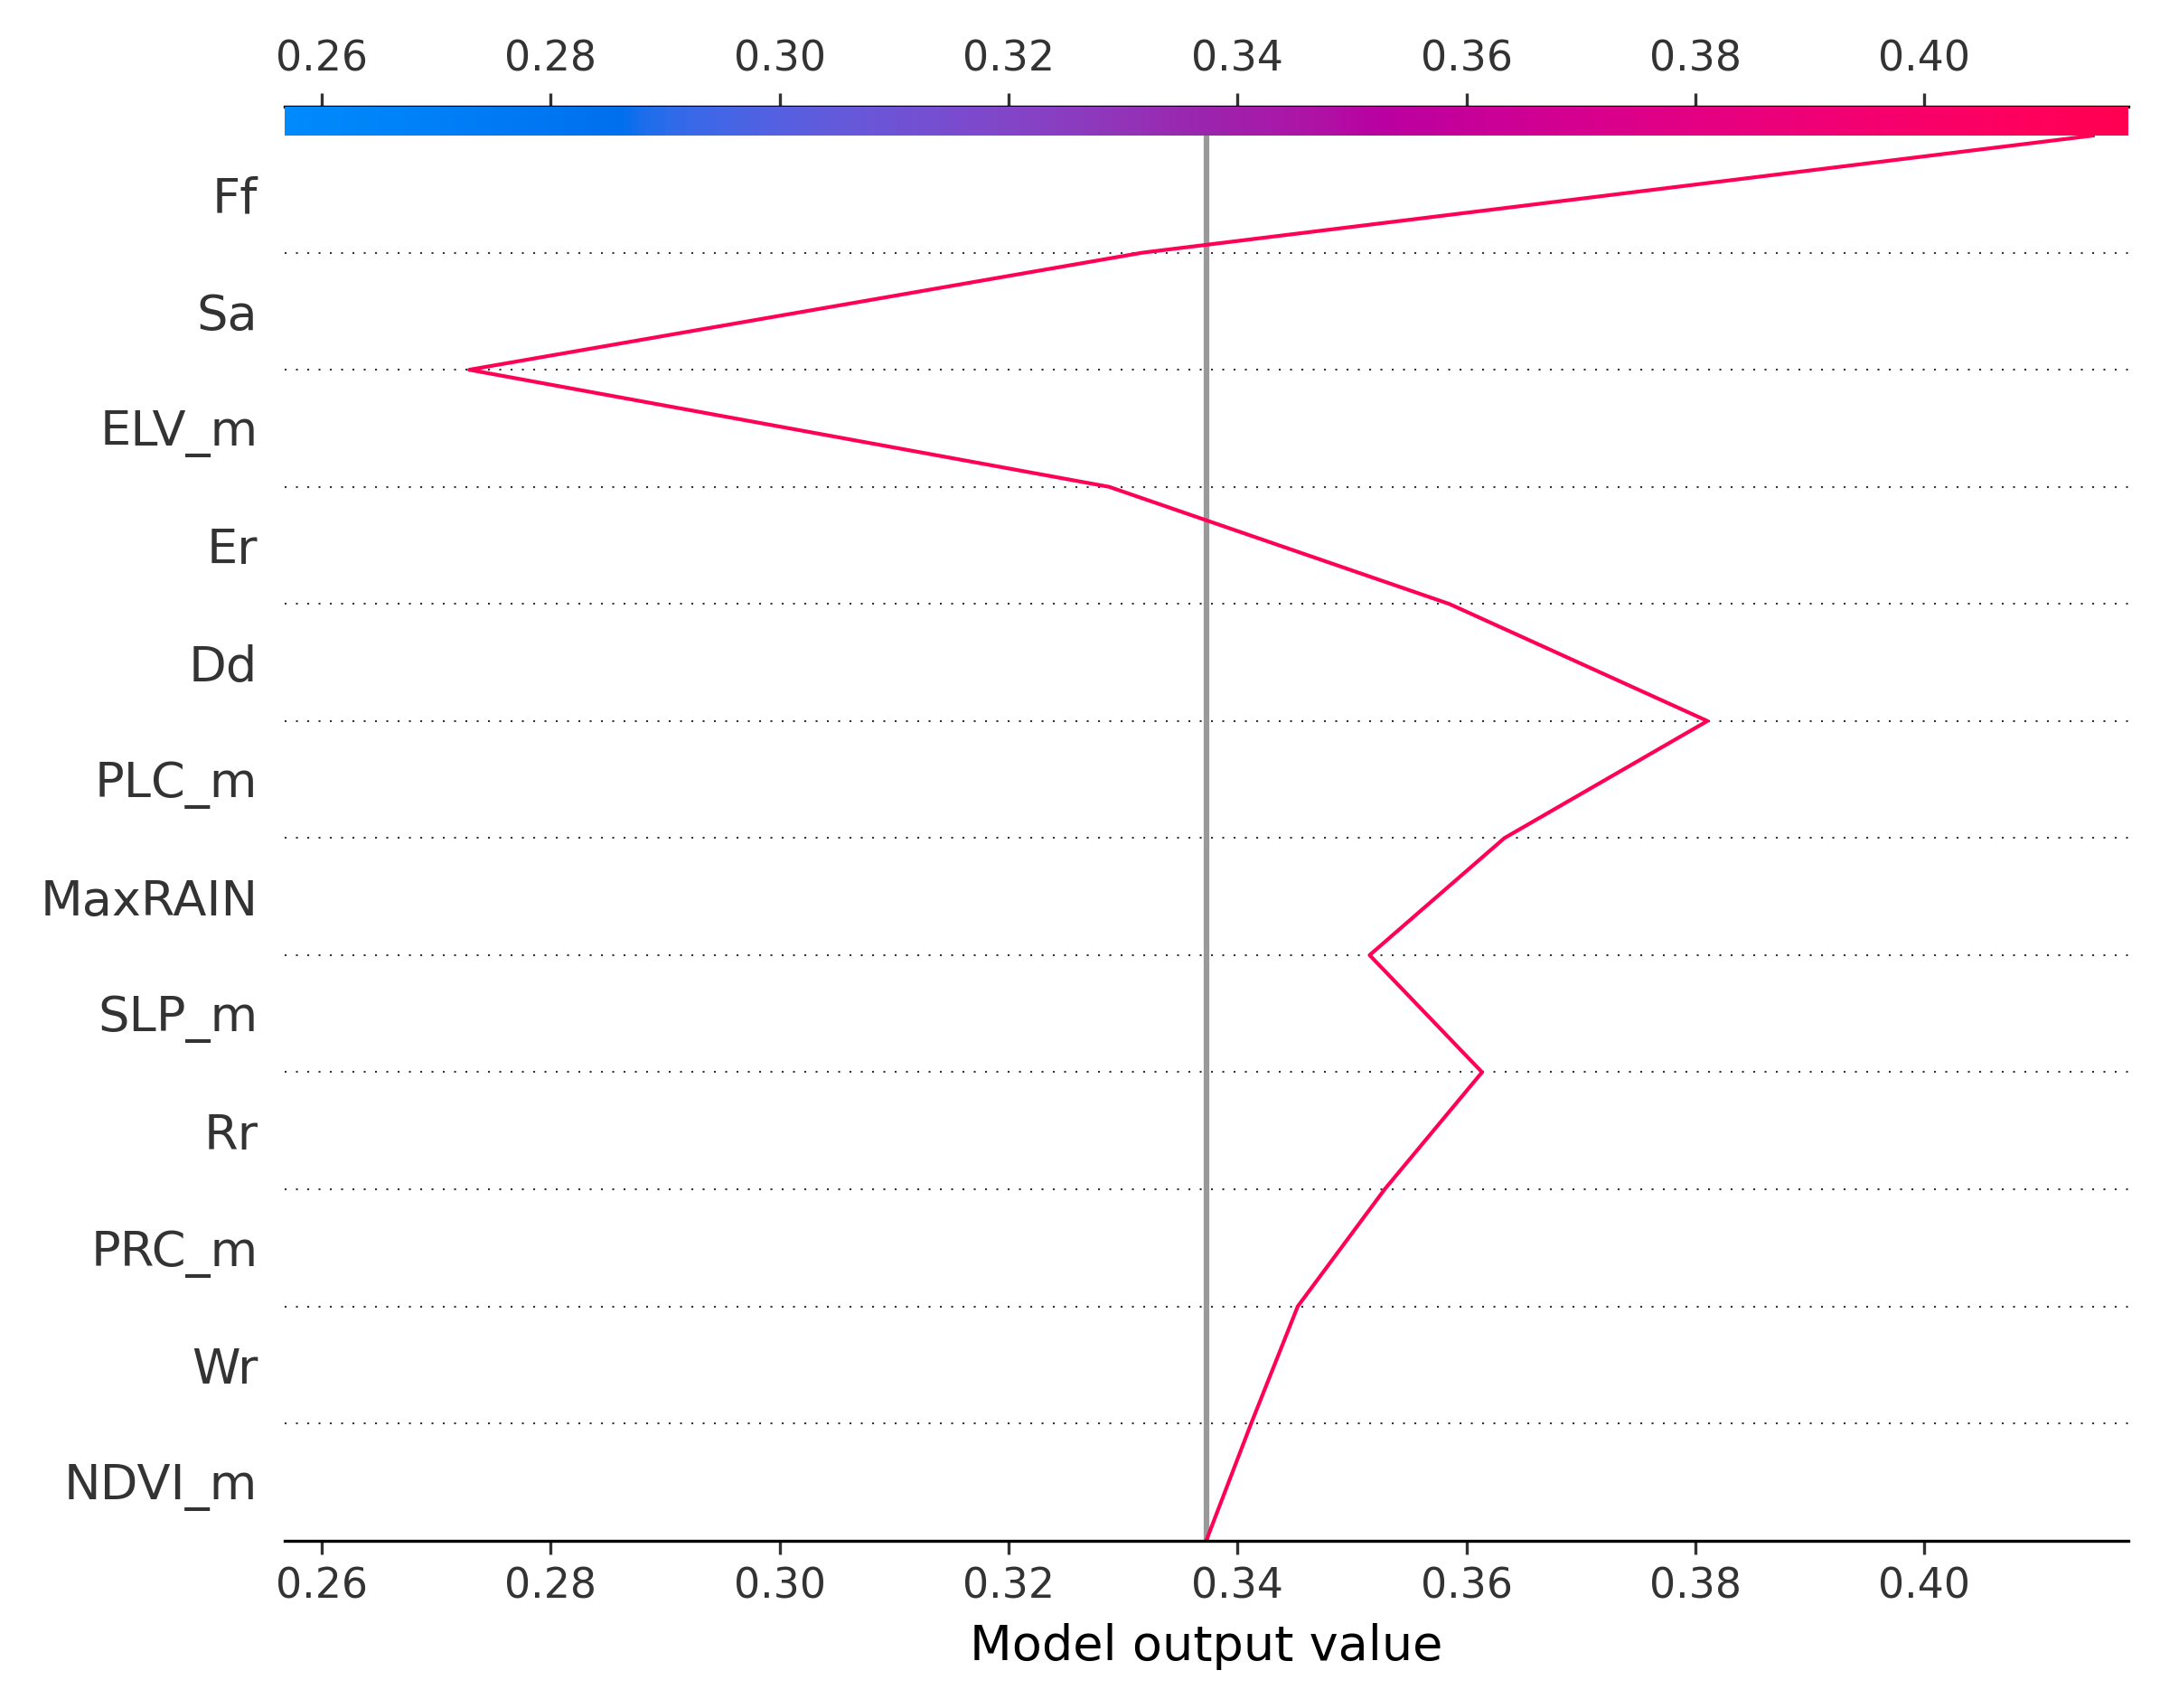 0.26 0.28 0.30 0.32 0.34 0.36 0.38 0.40
Ff
Sa
ELV_m
Er
Dd
PLC_m
MaxRAIN
SLP_m
Rr
PRC_m
Wr
NDVI_m
0.26 0.28 0.30 0.32 0.34 0.36 0.38 0.40
Model output value